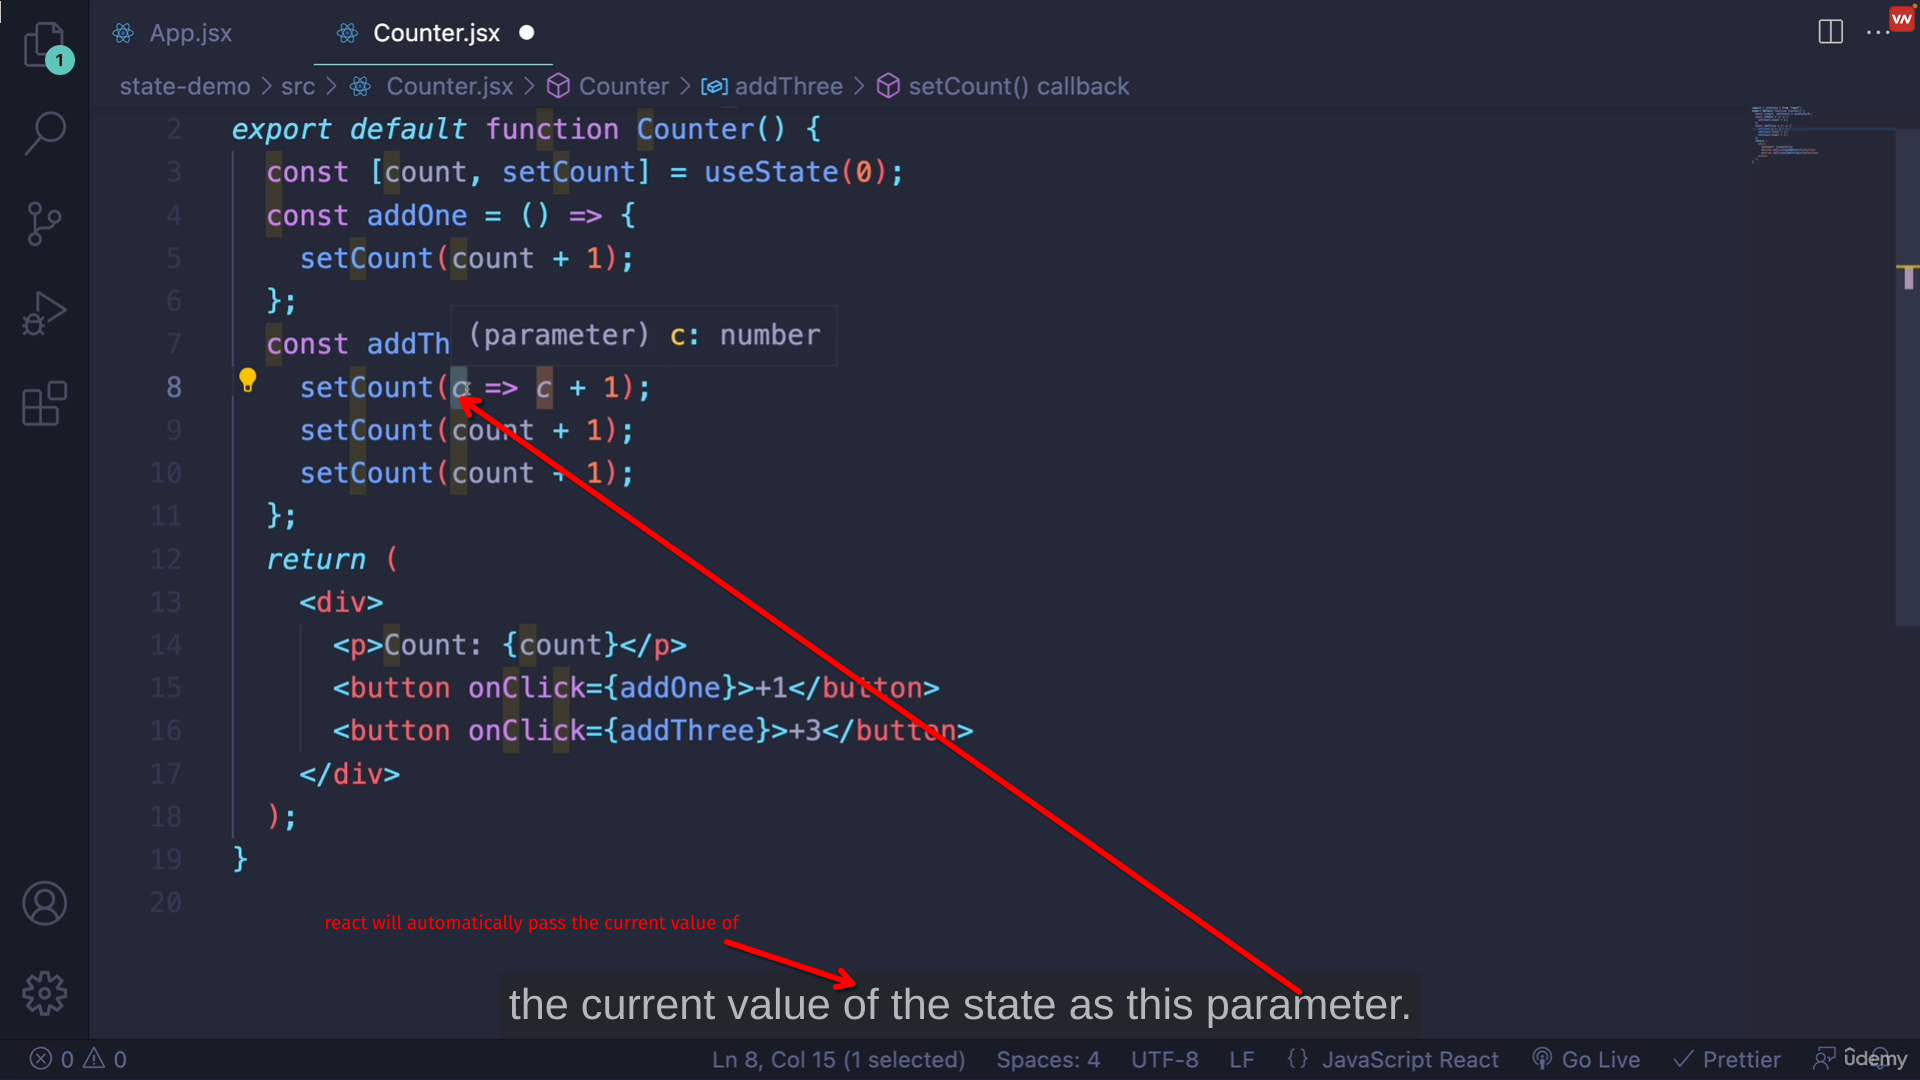 App.jsx
Counter.jsx
VW
1
state-demo > src > Counter.jsx > Counter > addThree > setCount() callback
2 export default function Counter() {
3 const [count, setCount] = useState(0);
4 const addOne = () => {
5 setCount(count + 1);
6 };
(parameter) c: number
7 const addTh
8 setCount(c => c + 1);
9 setCount(count + 1);
10 setCount(count + 1);
11 };
12 return (
13 <div>
14 <p>Count: {count}</p>
15 <button onClick={addOne}>+1</button>
16 <button onClick={addThree}>+3</button>
17 </div>
18 );
19 }
20
react will automatically pass the current value of
the current value of the state as this parameter.
0 0 Ln 8, Col 15 (1 selected) Spaces: 4 UTF-8 LF {} JavaScript React Go Live Prettier ûdemy